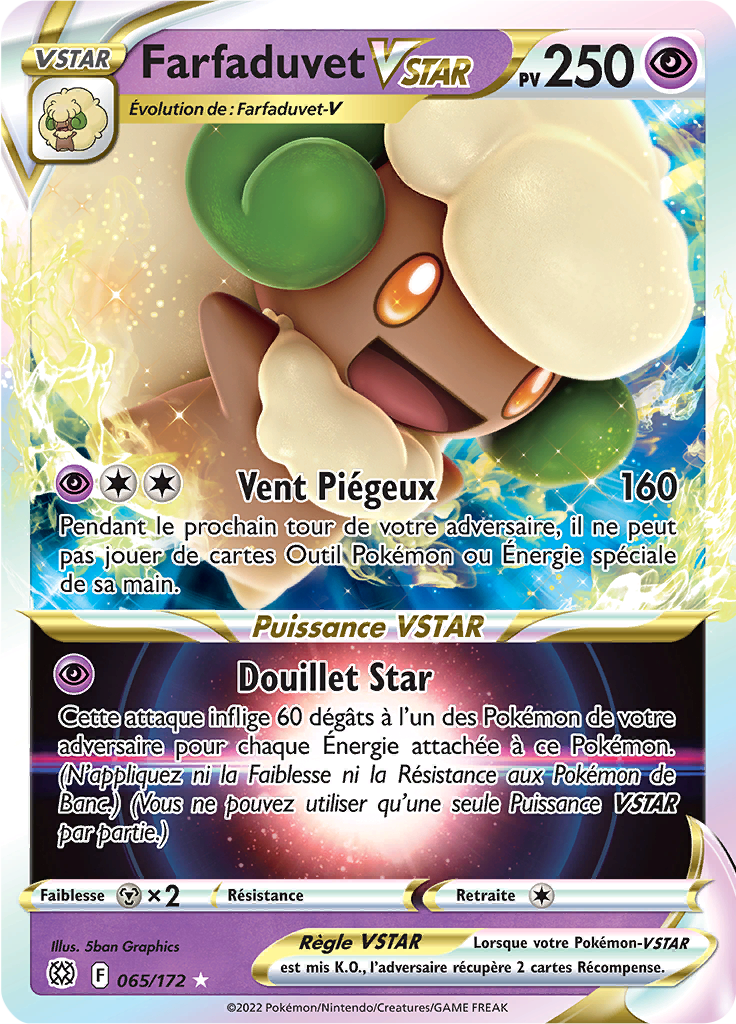 VSTAR
Farfaduvet VSTAR PV 250
Évolution de : Farfaduvet-V
Vent Piégeux 160
Pendant le prochain tour de votre adversaire, il ne peut
pas jouer de cartes Outil Pokémon ou Énergie spéciale
de sa main.
Puissance VSTAR
Douillet Star
Cette attaque inflige 60 dégâts à l'un des Pokémon de votre
adversaire pour chaque Énergie attachée à ce Pokémon.
(N'appliquez ni la Faiblesse ni la Résistance aux Pokémon de
Banc.) (Vous ne pouvez utiliser qu'une seule Puissance VSTAR
par partie.)
Faiblesse ×2 Résistance Retraite
Illus. 5ban Graphics
Règle VSTAR Lorsque votre Pokémon-VSTAR
est mis K.O., l'adversaire récupère 2 cartes Récompense.
F 065/172 ★
©2022 Pokémon/Nintendo/Creatures/GAME FREAK